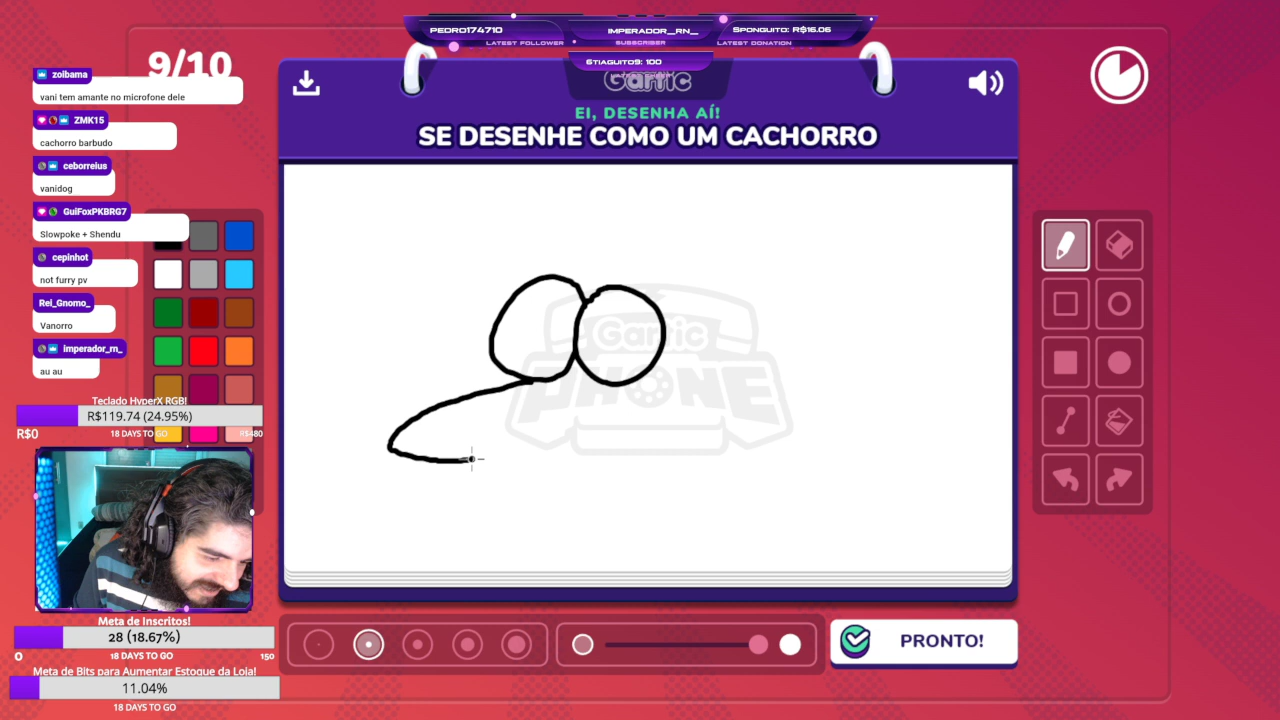 PEDRO174710
LATEST FOLLOWER
IMPERADOR_RN_
SUBSCRIBER
SPONGUITO: R$16.06
LATEST DONATION
6TIAGUITO9: 100
Gartic
9/10
EI, DESENHA AÍ!
SE DESENHE COMO UM CACHORRO
zoibama
vani tem amante no microfone dele
ZMK15
cachorro barbudo
ceborreius
vanidog
GuiFoxPKBRG7
Slowpoke + Shendu
cepinhot
not furry pv
Rei_Gnomo_
Vanorro
imperador_rn_
au au
Gartic
PHONE
Teclado HyperX RGB!
R$119.74 (24.95%)
R$0
18 DAYS TO GO
R$480
Meta de Inscritos!
28 (18.67%)
0
18 DAYS TO GO
150
Meta de Bits para Aumentar Estoque da Loja!
11.04%
18 DAYS TO GO
PRONTO!